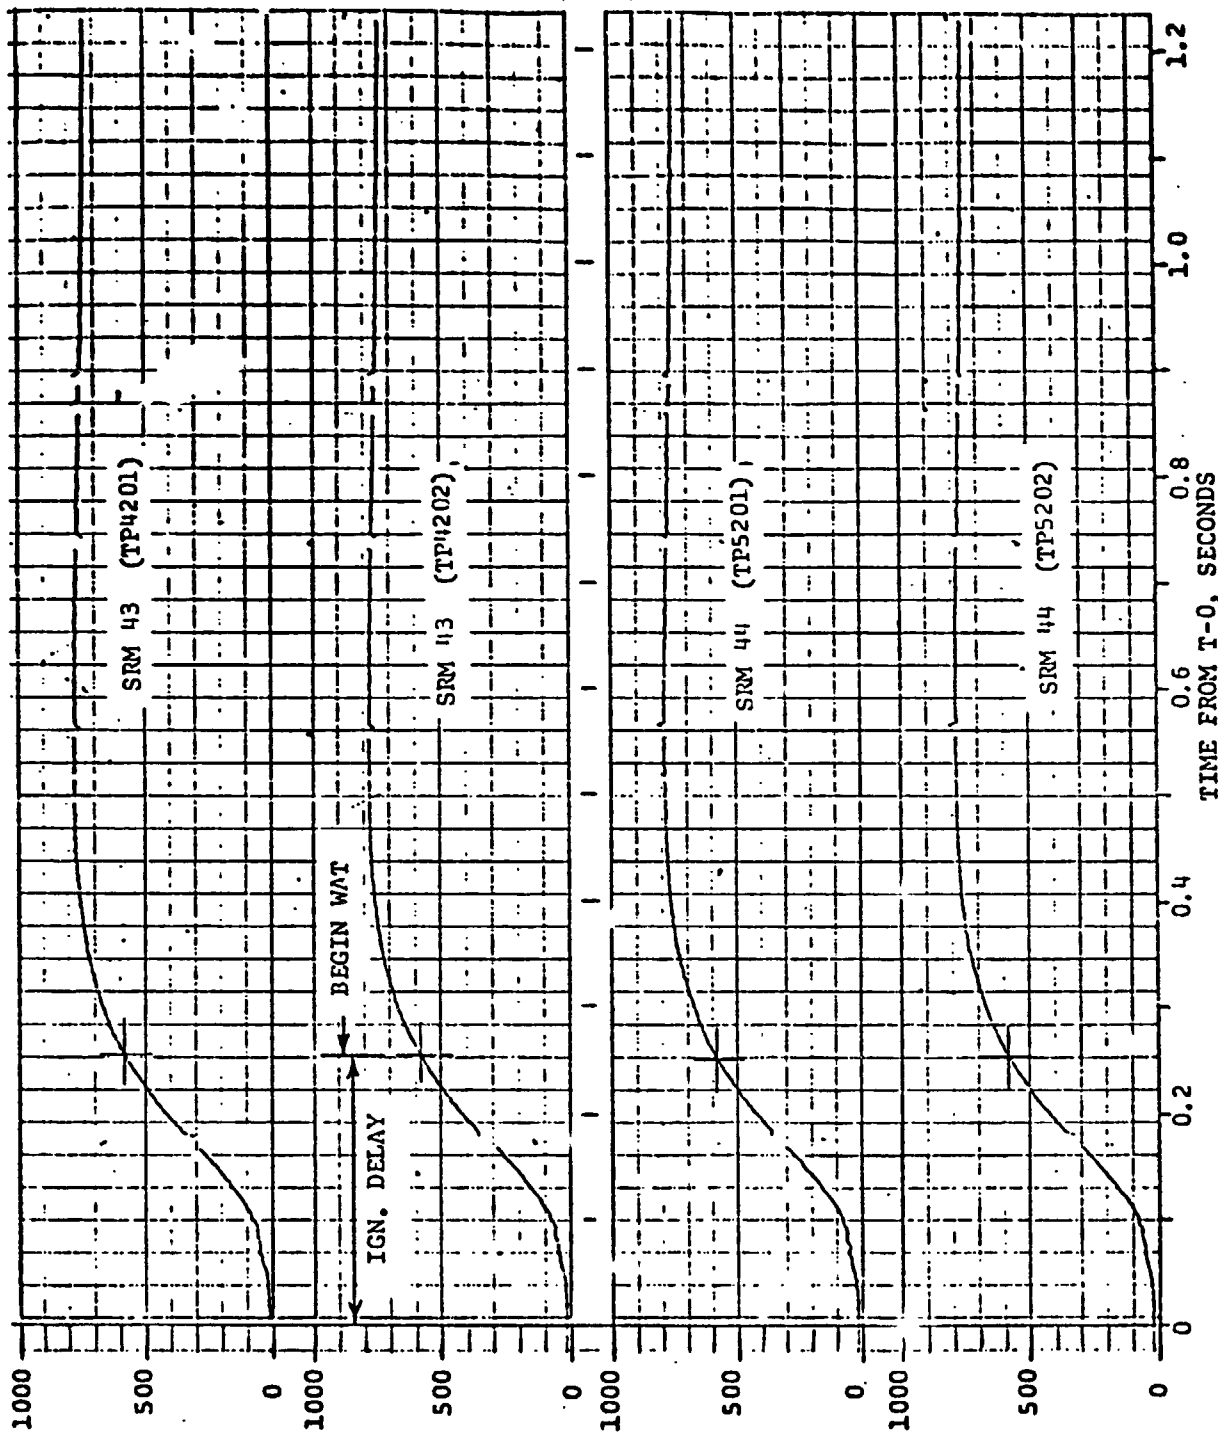 1000
500
0
SRM 43 (TP4201)
1000
500
0
SRM 43 (TP4202)
IGN. DELAY
BEGIN WAT
1000
500
0
SRM 44 (TP5201)
1000
500
0
SRM 44 (TP5202)
0
0.2
0.4
0.6
0.8
1.0
1.2
TIME FROM T-0, SECONDS